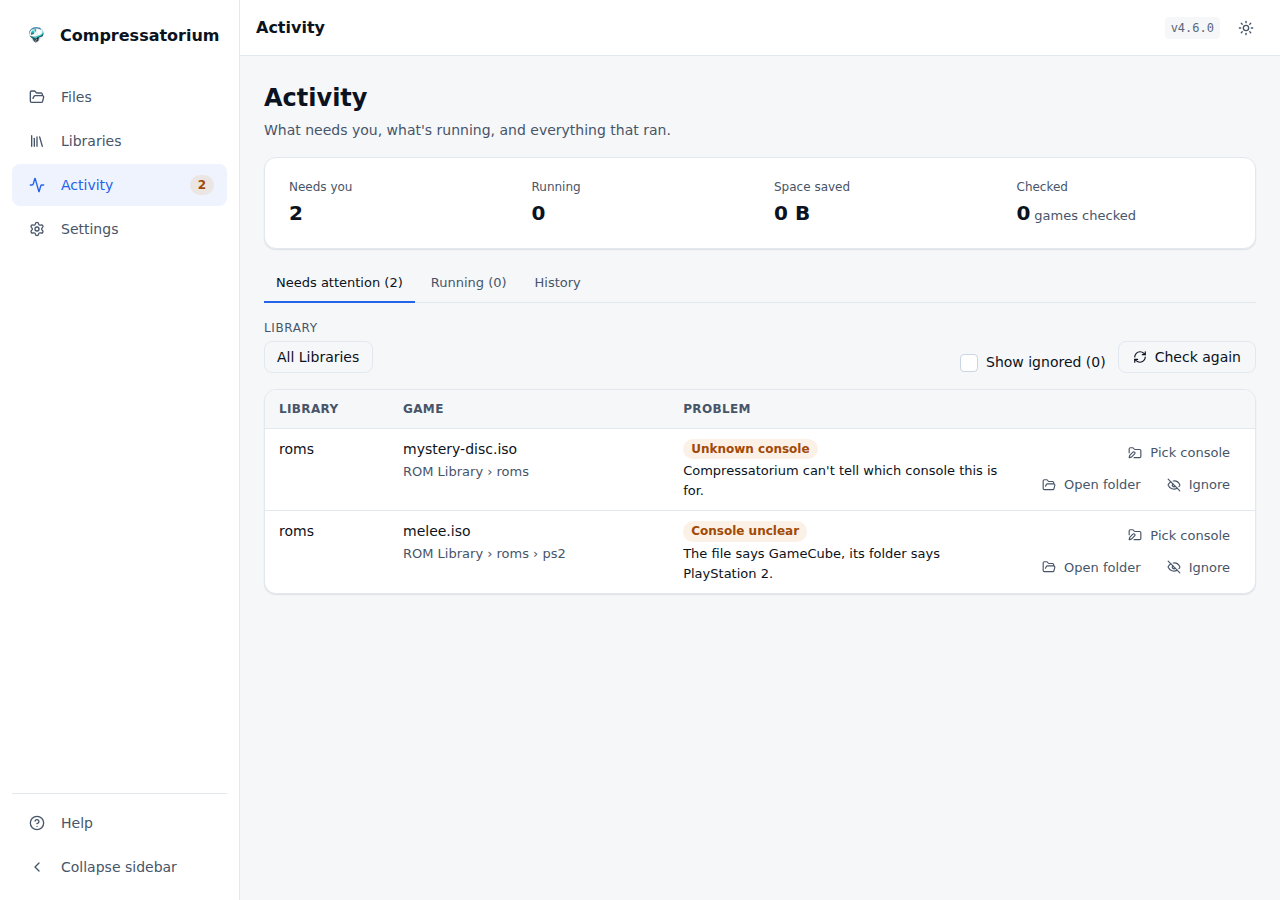 Compressatorium
Activity
v4.6.0
Files
Libraries
Activity 2
Settings
Help
Collapse sidebar
Activity
What needs you, what's running, and everything that ran.
Needs you
2
Running
0
Space saved
0 B
Checked
0 games checked
Needs attention (2) Running (0) History
LIBRARY
All Libraries
Show ignored (0) Check again
LIBRARY GAME PROBLEM
roms
mystery-disc.iso
ROM Library › roms
Unknown console
Compressatorium can't tell which console this is
for.
Pick console
Open folder Ignore
roms
melee.iso
ROM Library › roms › ps2
Console unclear
The file says GameCube, its folder says
PlayStation 2.
Pick console
Open folder Ignore